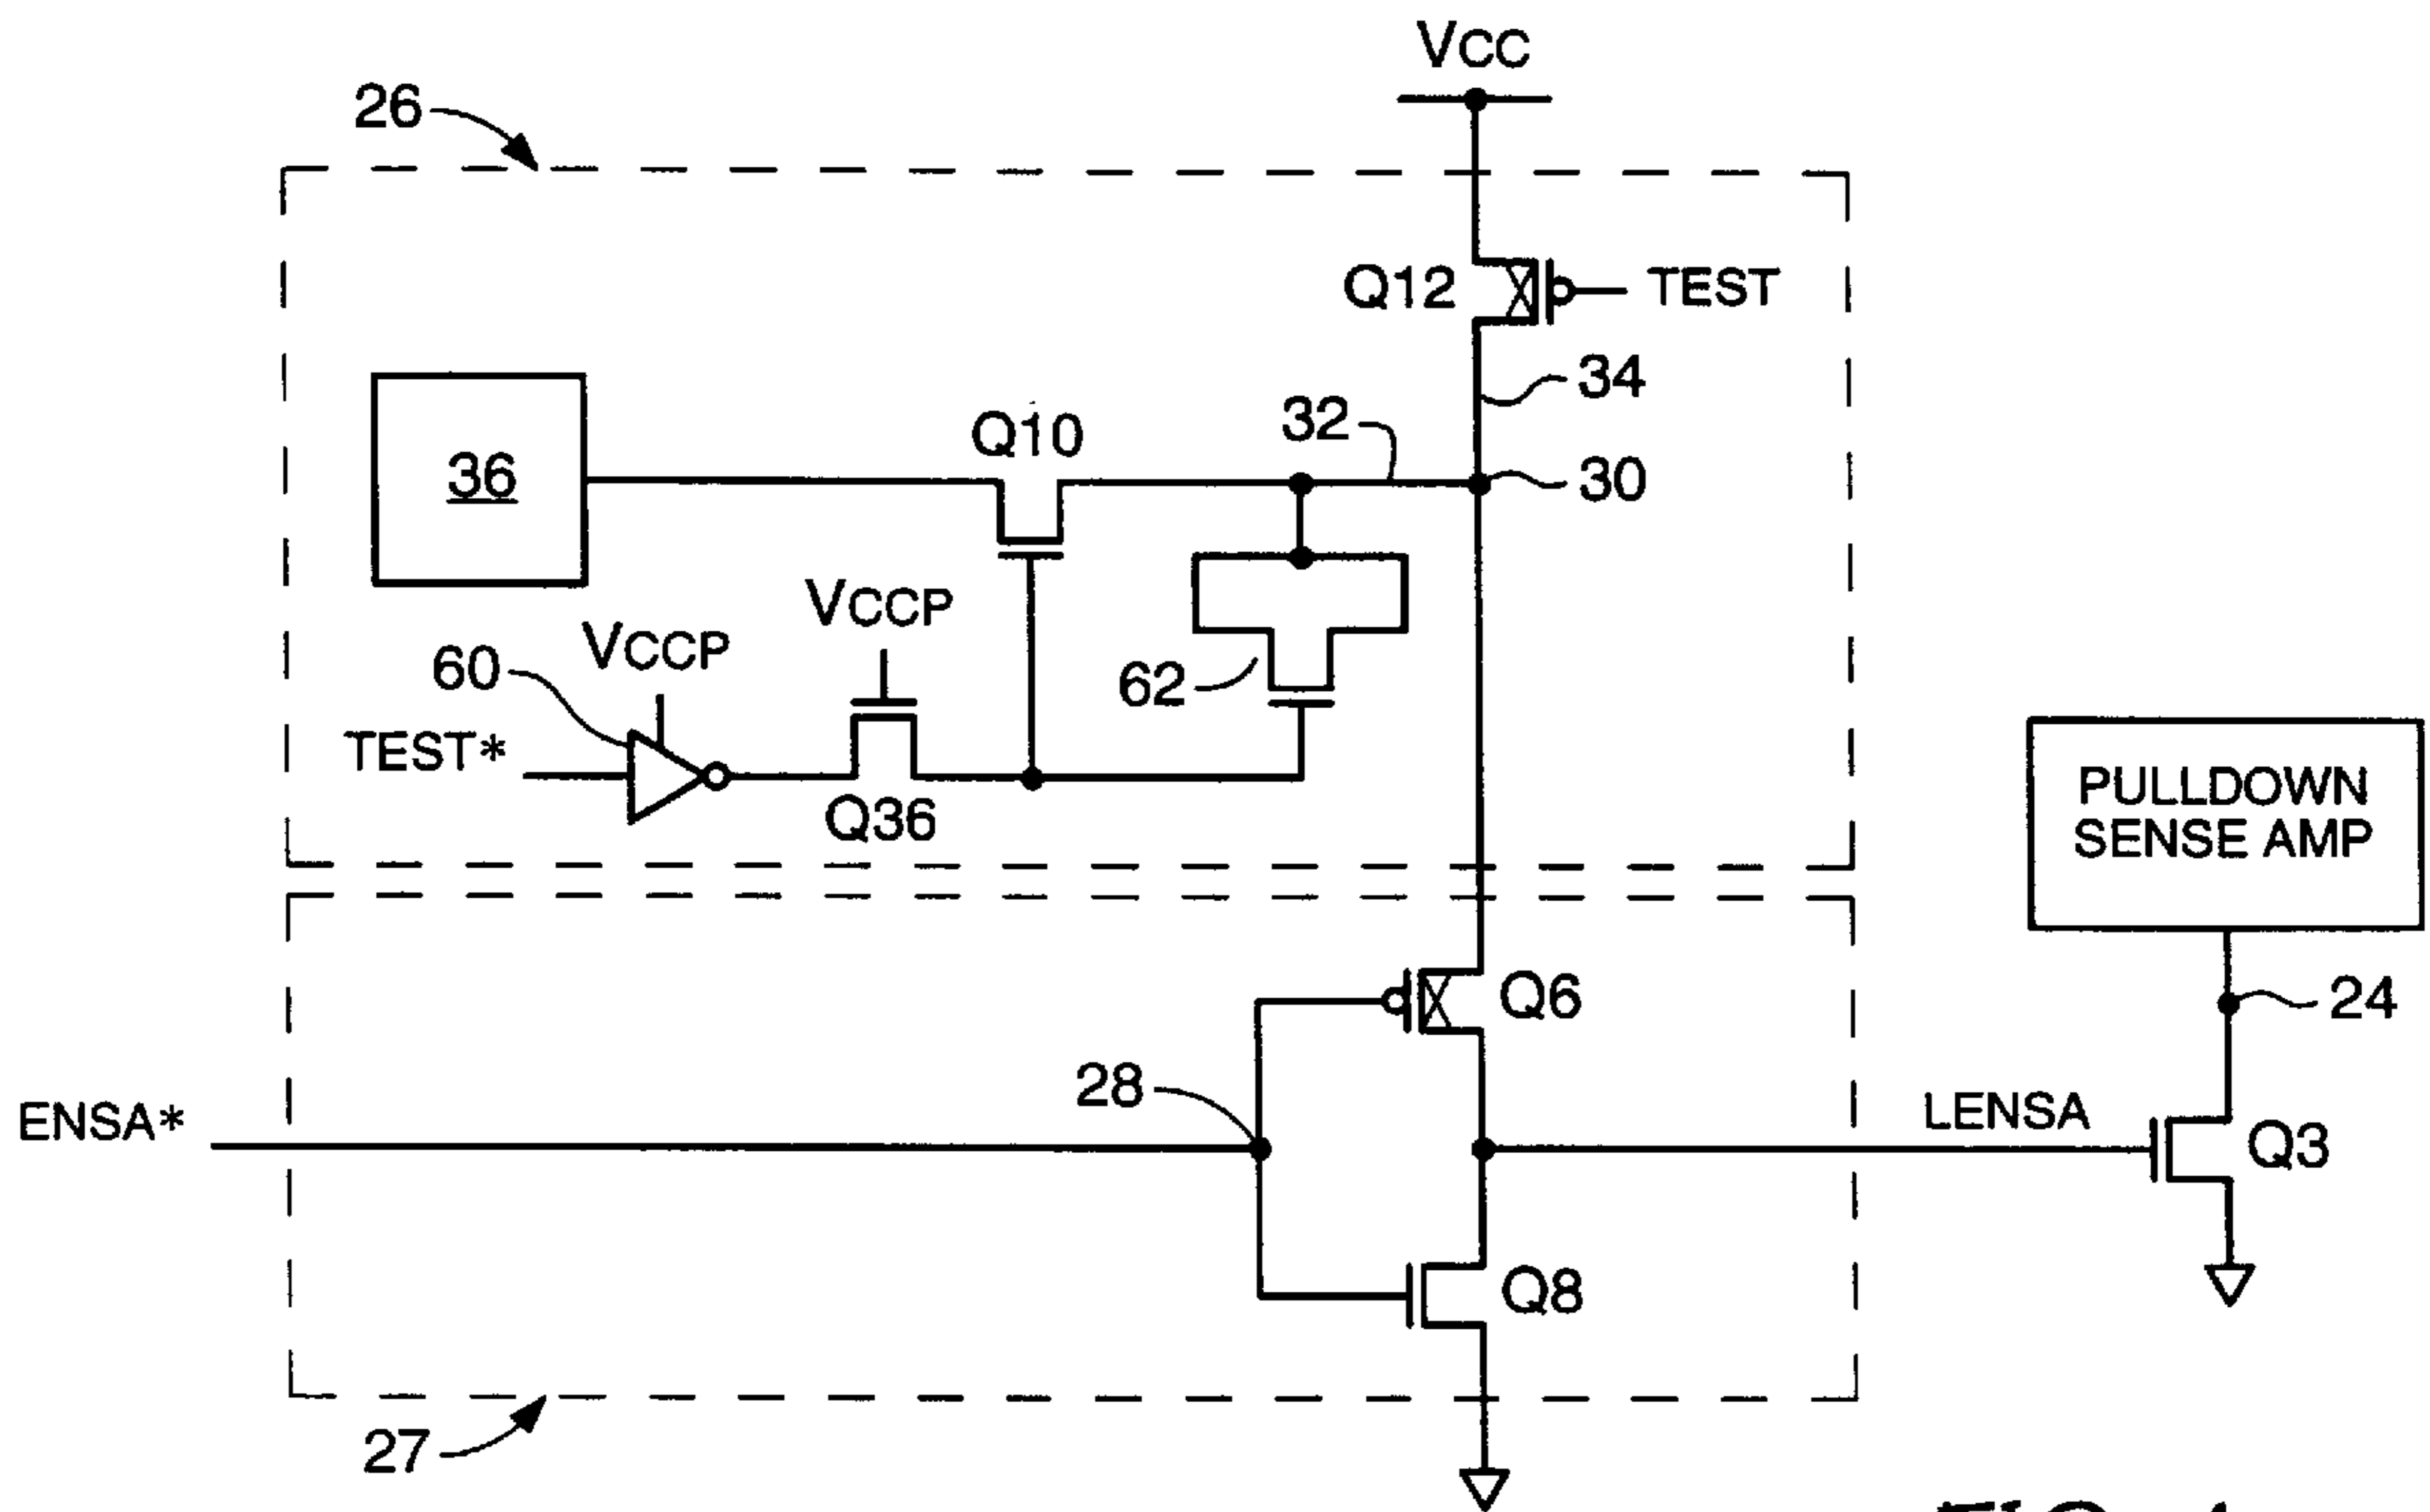 VCC
26
Q12
TEST
34
32
30
Q10
36
VCCP
VCCP
60
62
TEST*
Q36
PULLDOWN
SENSE AMP
Q6
24
28
ENSA*
LENSA
Q3
Q8
27